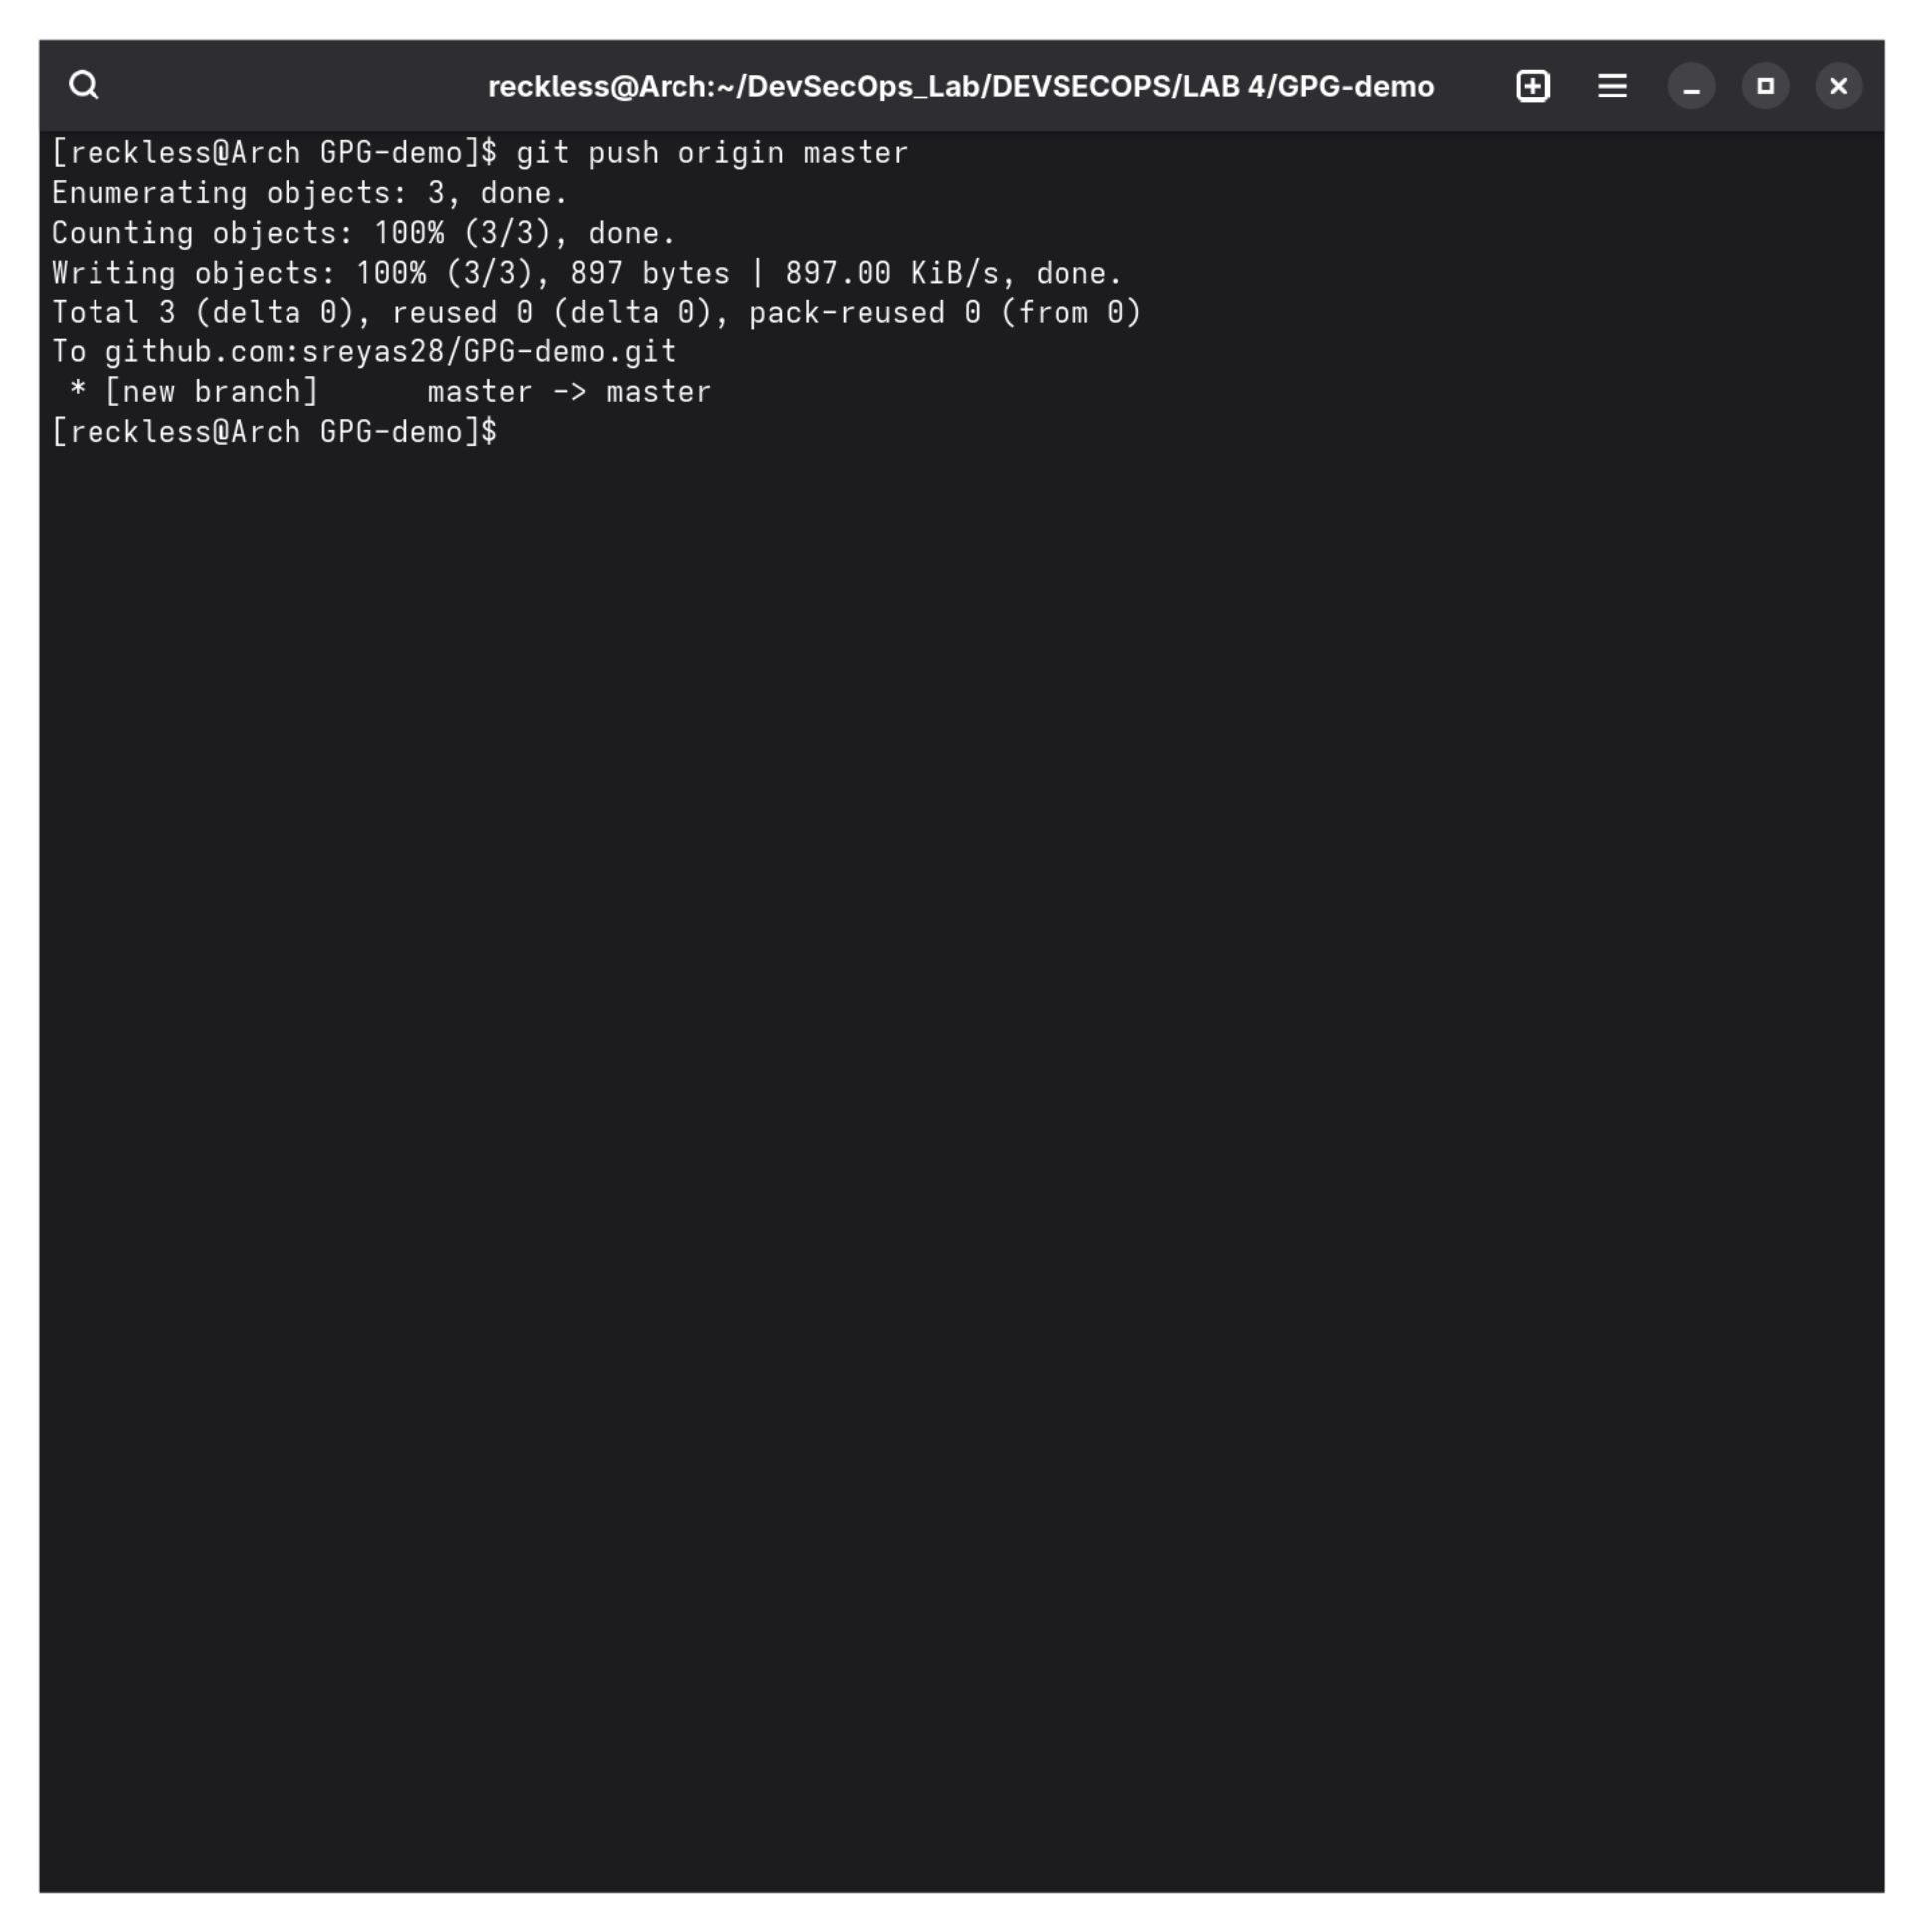 reckless@Arch:~/DevSecOps_Lab/DEVSECOPS/LAB 4/GPG-demo
[reckless@Arch GPG-demo]$ git push origin master
Enumerating objects: 3, done.
Counting objects: 100% (3/3), done.
Writing objects: 100% (3/3), 897 bytes | 897.00 KiB/s, done.
Total 3 (delta 0), reused 0 (delta 0), pack-reused 0 (from 0)
To github.com:sreyas28/GPG-demo.git
 * [new branch]      master -> master
[reckless@Arch GPG-demo]$